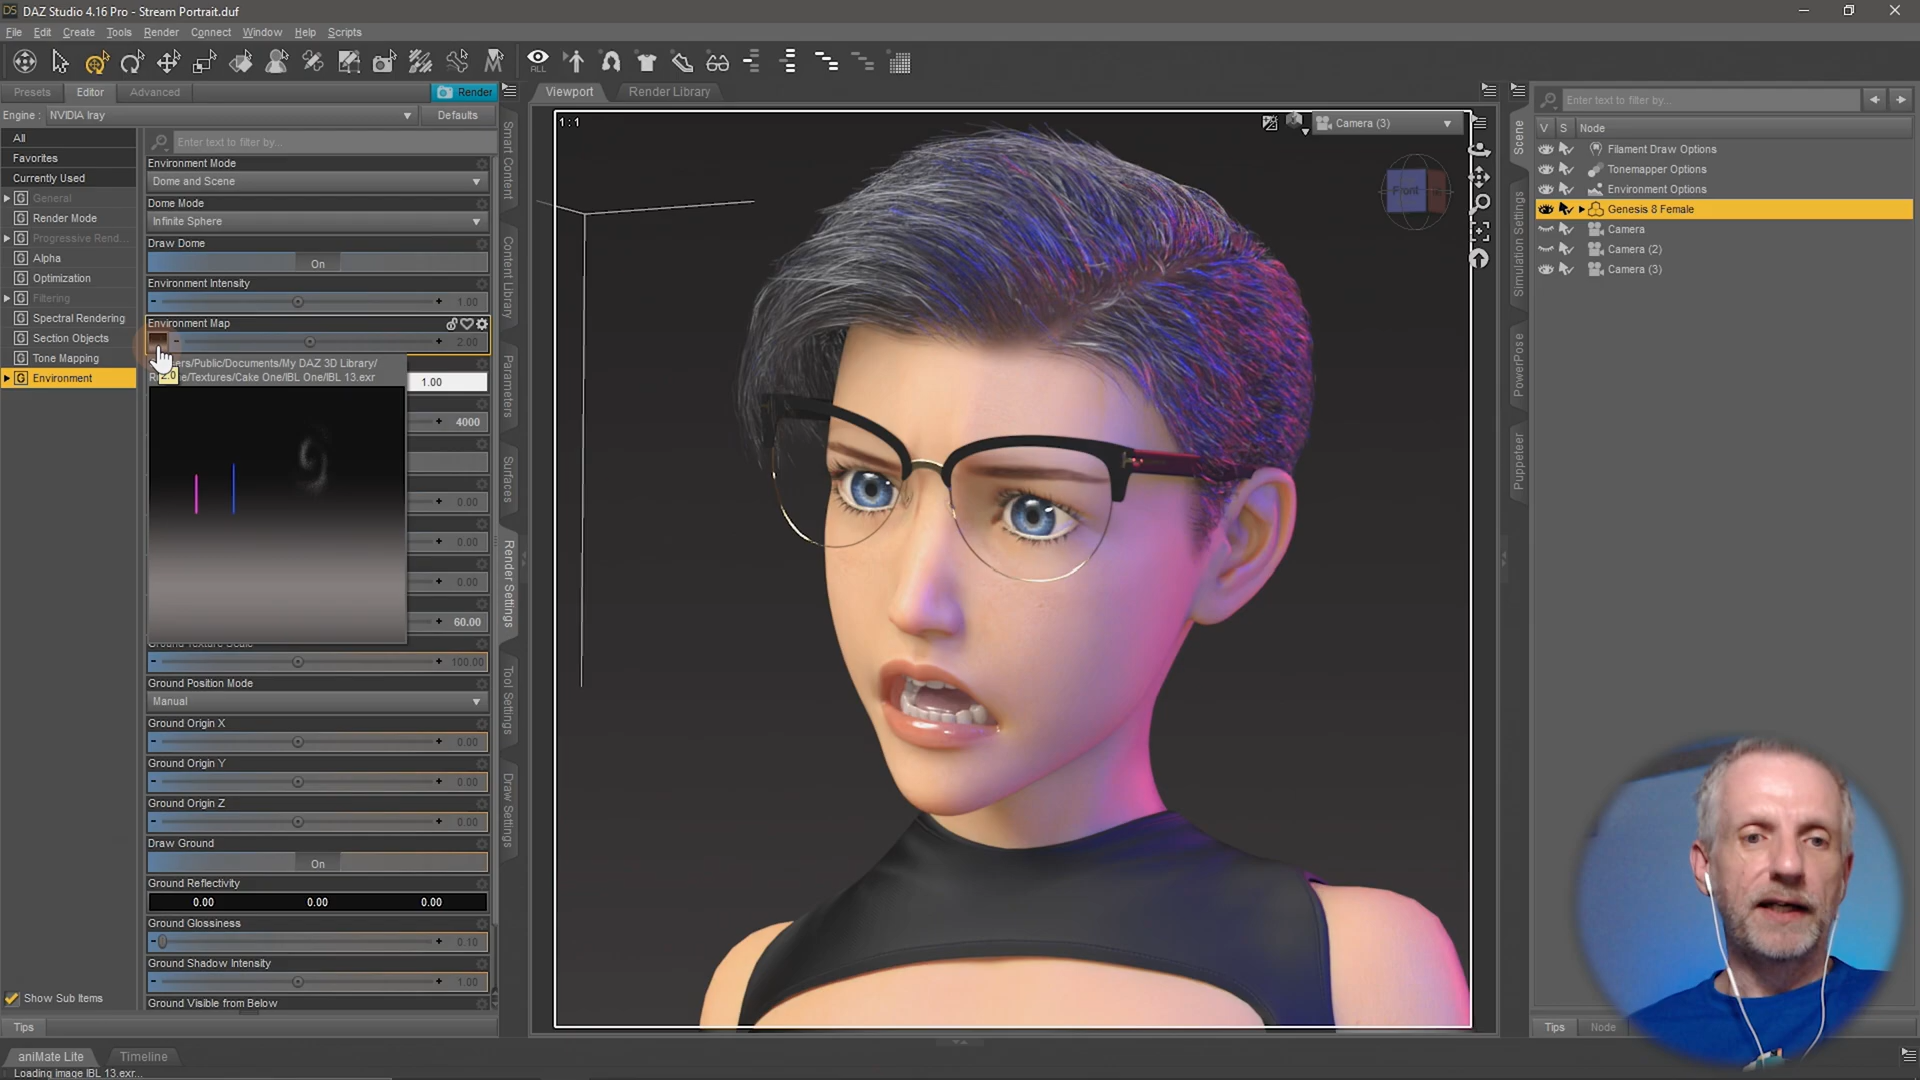 DAZ Studio 4.16 Pro - Stream Portrait.duf
File Edit Create Tools Render Connect Window Help Scripts
ALL
Presets Editor Advanced Render
Engine : NVIDIA Iray Defaults
All
Favorites
Currently Used
General
Render Mode
Progressive Rend...
Alpha
Optimization
Filtering
Spectral Rendering
Section Objects
Tone Mapping
Environment
Show Sub Items
Tips
Enter text to filter by...
Environment Mode
Dome and Scene
Dome Mode
Infinite Sphere
Draw Dome
On
Environment Intensity
1.00
Environment Map
2.00
ers/Public/Documents/My DAZ 3D Library/
e/Textures/Cake One/IBL One/IBL 13.exr
2.0
1.00
4000
0.00
0.00
0.00
60.00
Ground Texture Scale
100.00
Ground Position Mode
Manual
Ground Origin X
0.00
Ground Origin Y
0.00
Ground Origin Z
0.00
Draw Ground
On
Ground Reflectivity
0.00 0.00 0.00
Ground Glossiness
0.10
Ground Shadow Intensity
1.00
Ground Visible from Below
Smart Content
Content Library
Parameters
Surfaces
Render Settings
Tool Settings
Draw Settings
Viewport Render Library
1 : 1
Camera (3)
Front
Scene
Simulation Settings
PowerPose
Puppeteer
Enter text to filter by...
V S Node
Filament Draw Options
Tonemapper Options
Environment Options
Genesis 8 Female
Camera
Camera (2)
Camera (3)
Tips Node
aniMate Lite Timeline
Loading image IBL 13.exr...